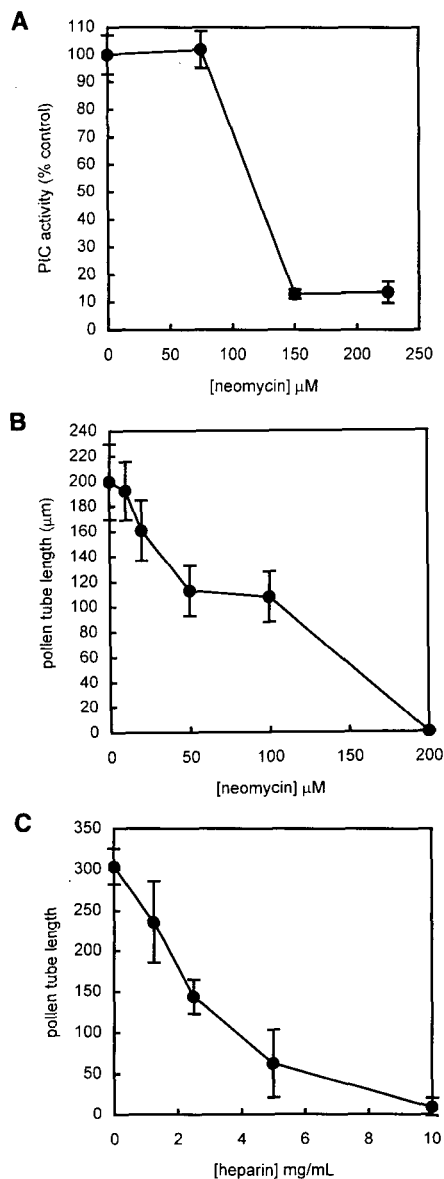 A
110
100
90
80
70
60
50
40
30
20
10
0
PIC activity (% control)
0 50 100 150 200 250
[neomycin] μM
B
240
220
200
180
160
140
120
100
80
60
40
20
0
pollen tube length (μm)
0 50 100 150 200
[neomycin] μM
C
350
300
250
200
150
100
50
0
pollen tube length
0 2 4 6 8 10
[heparin] mg/mL